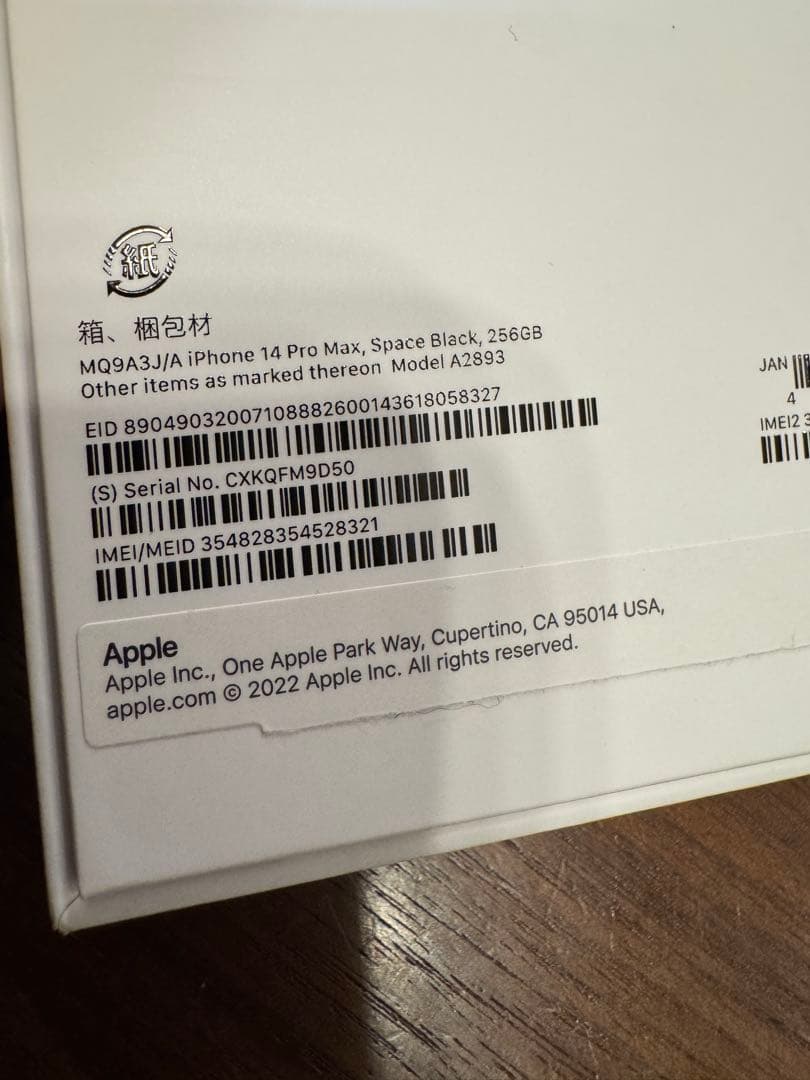 紙
箱、梱包材
MQ9A3J/A iPhone 14 Pro Max, Space Black, 256GB
Other items as marked thereon Model A2893
EID 89049032007108882600143618058327
(S) Serial No. CXKQFM9D50
IMEI/MEID 354828354528321
JAN
4
IMEI2 3
Apple
Apple Inc., One Apple Park Way, Cupertino, CA 95014 USA,
apple.com © 2022 Apple Inc. All rights reserved.